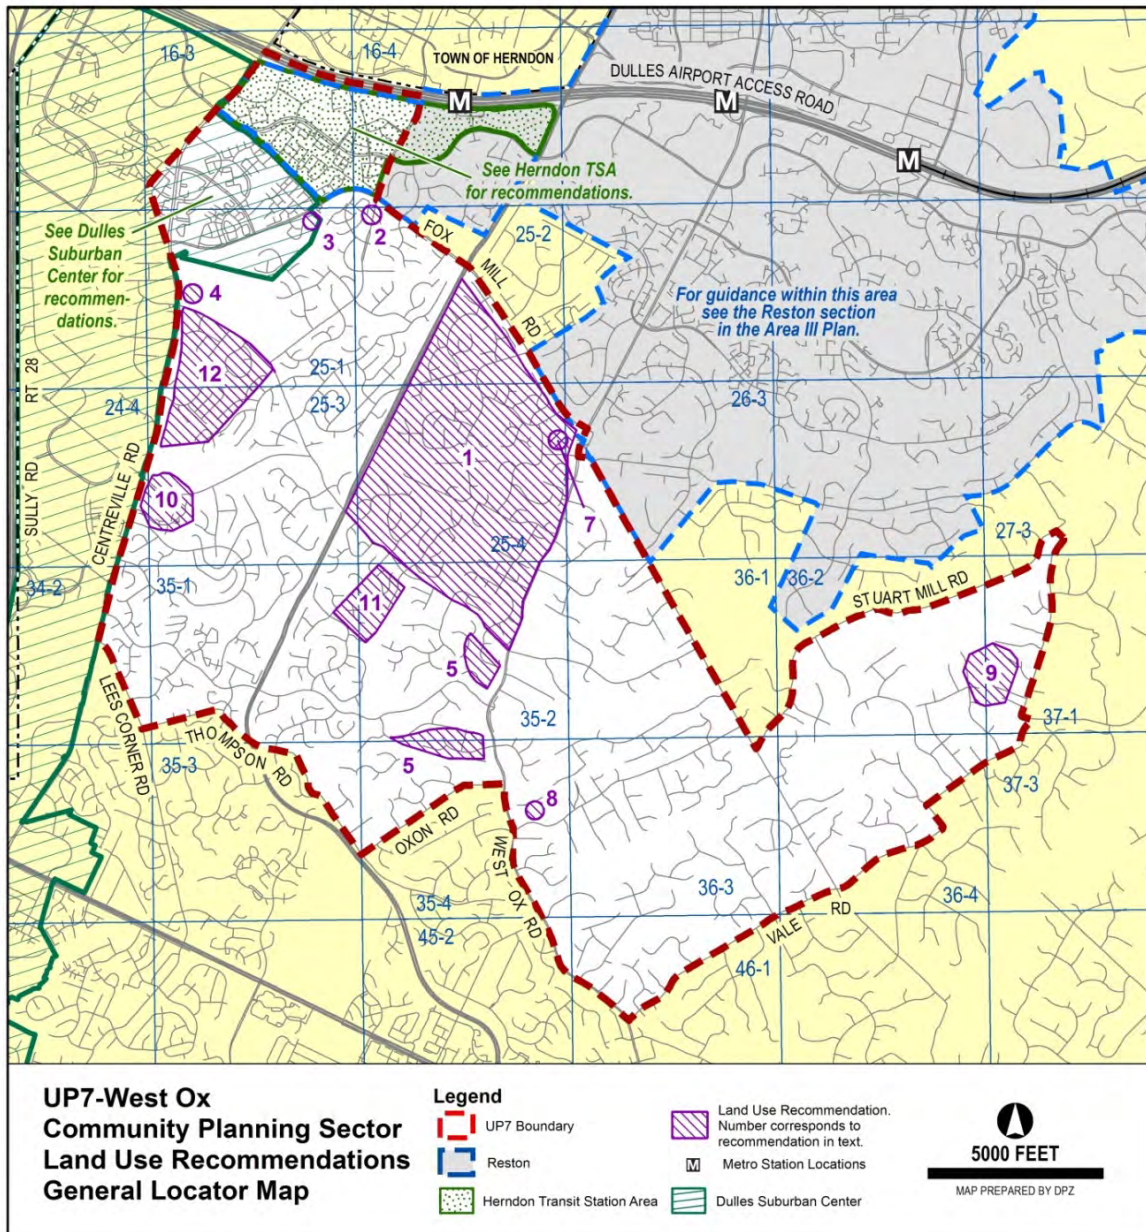 16-3
16-4
TOWN OF HERNDON
DULLES AIRPORT ACCESS ROAD
M
M
M
See Herndon TSA
for recommendations.
See Dulles
Suburban
Center for
recommen-
dations.
3
2
FOX
MILL
RD
25-2
4
For guidance within this area
see the Reston section
in the Area III Plan.
SULLY RD RT 28
12
25-1
25-3
24-4
26-3
CENTREVILLE RD
1
7
10
25-4
27-3
34-2
35-1
11
36-1
36-2
STUART MILL RD
5
9
LEES CORNER RD
THOMPSON RD
35-2
37-1
35-3
5
37-3
8
OXON RD
WEST OX RD
36-3
36-4
35-4
45-2
VALE RD
46-1
UP7-West Ox
Community Planning Sector
Land Use Recommendations
General Locator Map
Legend
UP7 Boundary
Reston
Herndon Transit Station Area
Land Use Recommendation.
Number corresponds to
recommendation in text.
M Metro Station Locations
Dulles Suburban Center
5000 FEET
MAP PREPARED BY DPZ